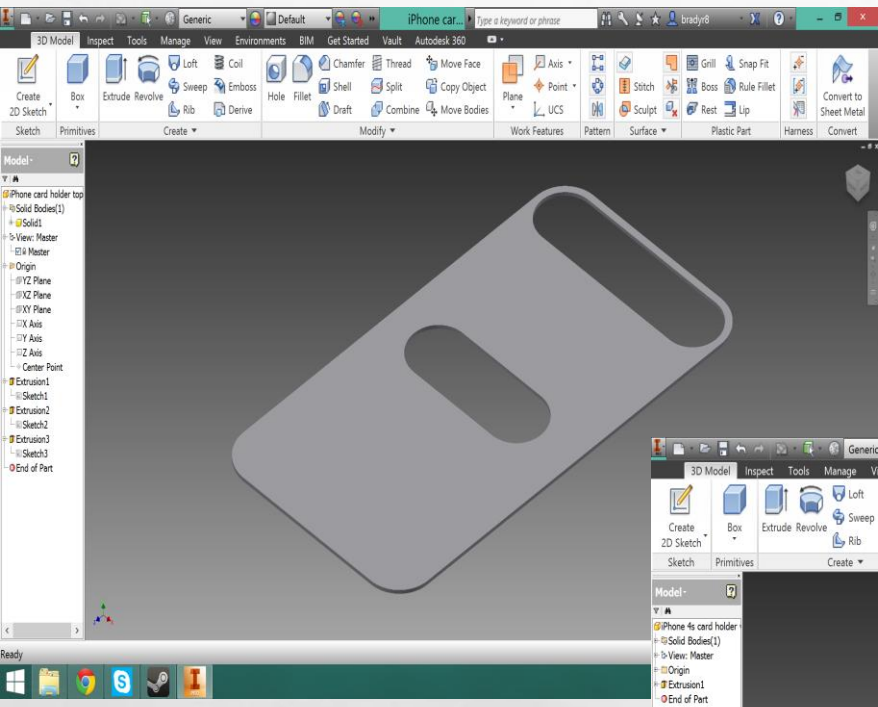 Generic Default iPhone car... Type a keyword or phrase bradyr8
3D Model Inspect Tools Manage View Environments BIM Get Started Vault Autodesk 360
Loft Coil Chamfer Thread Move Face Axis Grill Snap Fit
Create 2D Sketch Box Extrude Revolve Sweep Emboss Hole Fillet Shell Split Copy Object Plane Point Stitch Boss Rule Fillet Convert to Sheet Metal
Rib Derive Draft Combine Move Bodies UCS Sculpt Rest Lip
Sketch Primitives Create Modify Work Features Pattern Surface Plastic Part Harness Convert
Model
iPhone card holder top
Solid Bodies(1)
Solid1
View: Master
Master
Origin
YZ Plane
XZ Plane
XY Plane
X Axis
Y Axis
Z Axis
Center Point
Extrusion1
Sketch1
Extrusion2
Sketch2
Extrusion3
Sketch3
End of Part
Ready
Generic
3D Model Inspect Tools Manage Vi
Loft
Create 2D Sketch Box Extrude Revolve Sweep
Rib
Sketch Primitives Create
Model
iPhone 4s card holder
Solid Bodies(1)
View: Master
Origin
Extrusion1
End of Part